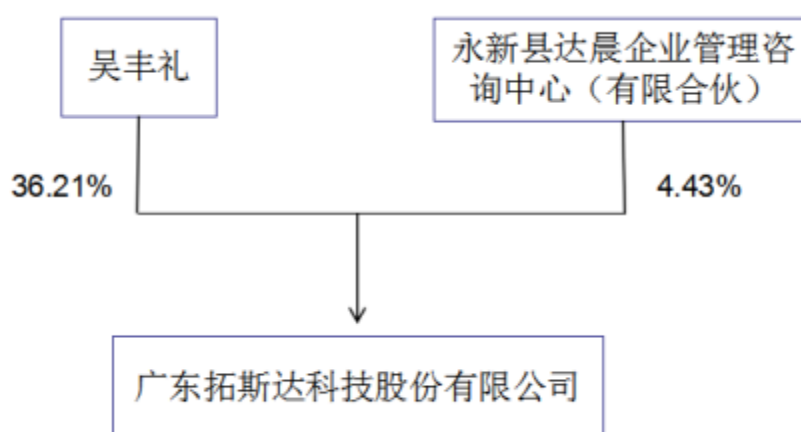 吴丰礼
永新县达晨企业管理咨
询中心（有限合伙）
36.21%
4.43%
广东拓斯达科技股份有限公司